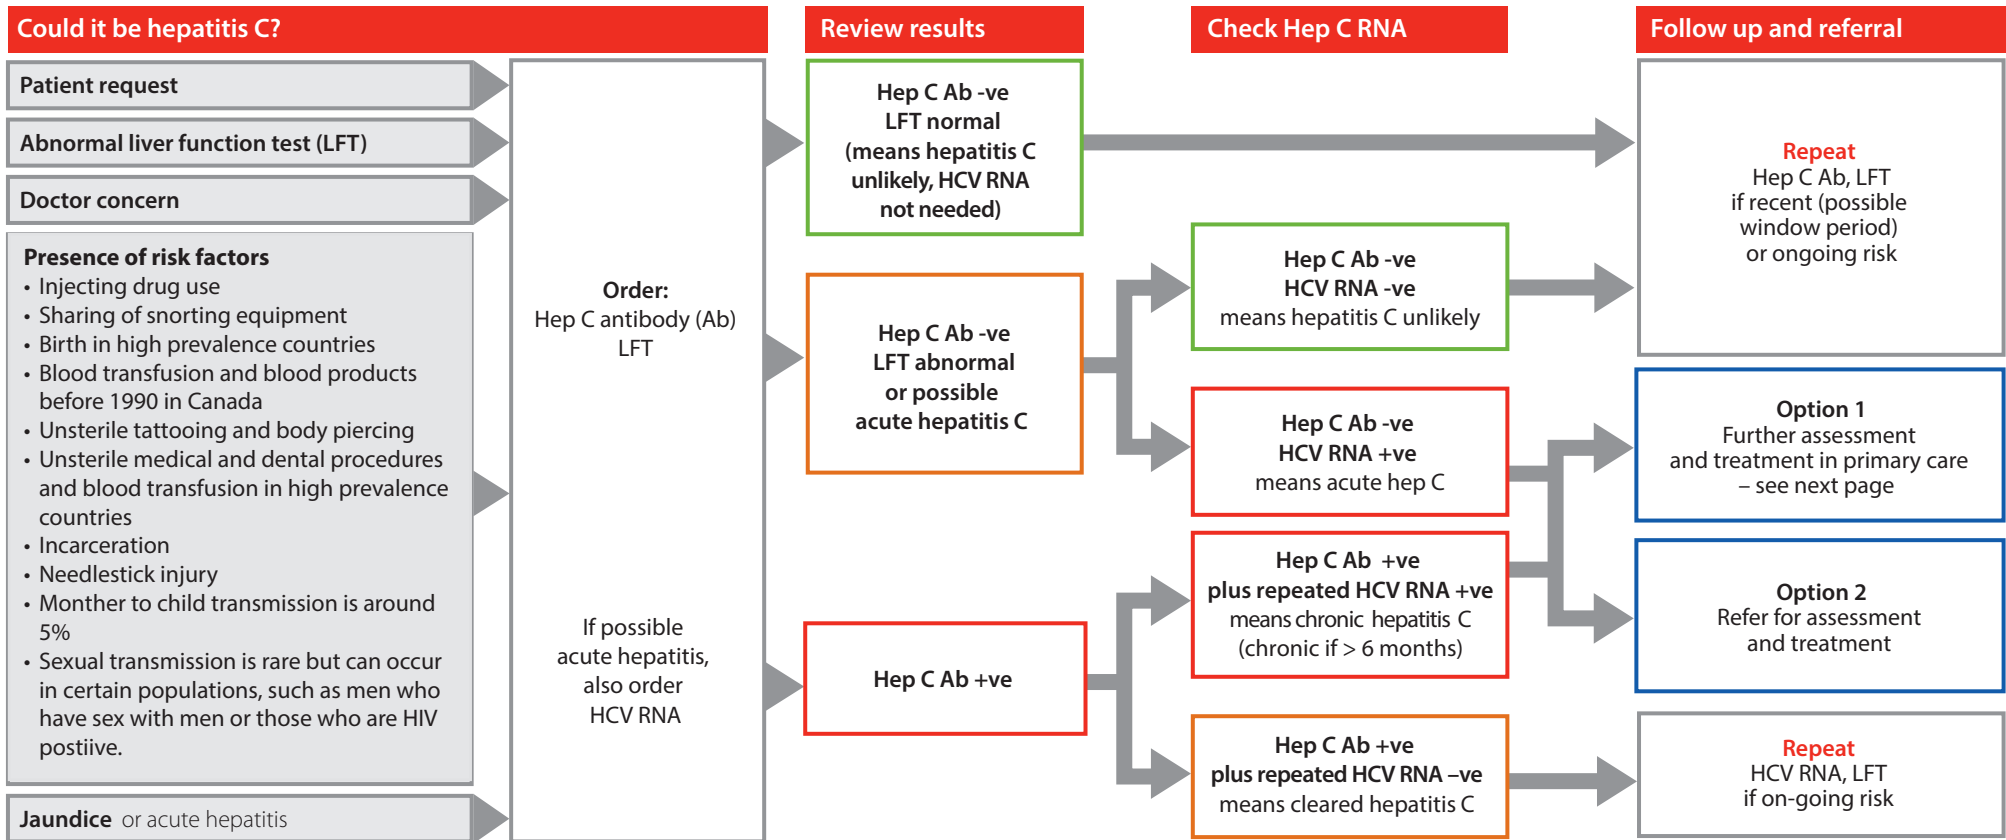 Could it be hepatitis C?
Patient request
Abnormal liver function test (LFT)
Doctor concern
Presence of risk factors
• Injecting drug use
• Sharing of snorting equipment
• Birth in high prevalence countries
• Blood transfusion and blood products
before 1990 in Canada
• Unsterile tattooing and body piercing
• Unsterile medical and dental procedures
and blood transfusion in high prevalence
countries
• Incarceration
• Needlestick injury
• Monther to child transmission is around
5%
• Sexual transmission is rare but can occur
in certain populations, such as men who
have sex with men or those who are HIV
postiive.
Jaundice or acute hepatitis
Order:
Hep C antibody (Ab)
LFT
If possible
acute hepatitis,
also order
HCV RNA
Review results
Hep C Ab -ve
LFT normal
(means hepatitis C
unlikely, HCV RNA
not needed)
Hep C Ab -ve
LFT abnormal
or possible
acute hepatitis C
Hep C Ab +ve
Check Hep C RNA
Hep C Ab -ve
HCV RNA -ve
means hepatitis C unlikely
Hep C Ab -ve
HCV RNA +ve
means acute hep C
Hep C Ab +ve
plus repeated HCV RNA +ve
means chronic hepatitis C
(chronic if > 6 months)
Hep C Ab +ve
plus repeated HCV RNA –ve
means cleared hepatitis C
Follow up and referral
Repeat
Hep C Ab, LFT
if recent (possible
window period)
or ongoing risk
Option 1
Further assessment
and treatment in primary care
– see next page
Option 2
Refer for assessment
and treatment
Repeat
HCV RNA, LFT
if on-going risk